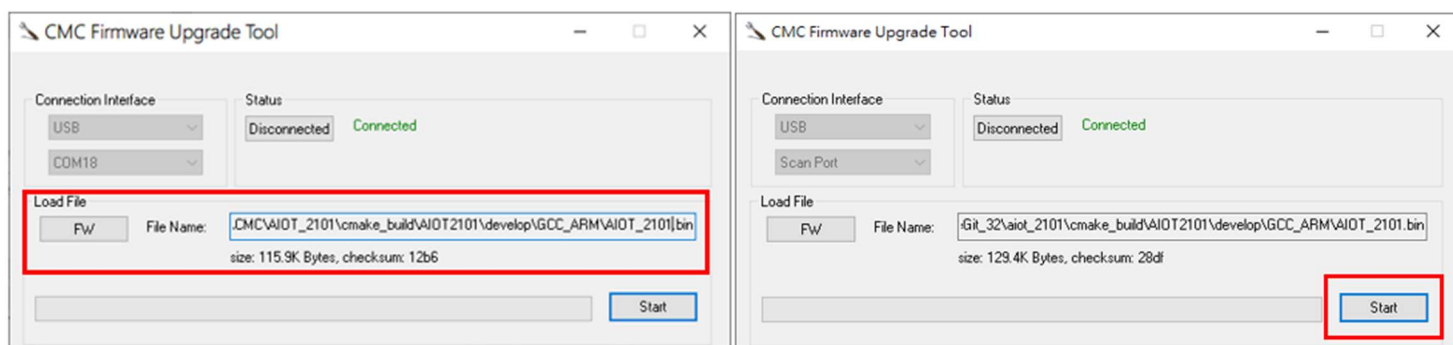 CMC Firmware Upgrade Tool
Connection Interface
Status
USB
Disconnected
Connected
COM18
Load File
FW
File Name:
.CMC\AIOT_2101\cmake_build\AIOT2101\develop\GCC_ARM\AIOT_2101.bin
size: 115.9K Bytes, checksum: 12b6
Start
CMC Firmware Upgrade Tool
Connection Interface
Status
USB
Disconnected
Connected
Scan Port
Load File
FW
File Name:
Git_32\aiot_2101\cmake_build\AIOT2101\develop\GCC_ARM\AIOT_2101.bin
size: 129.4K Bytes, checksum: 28df
Start